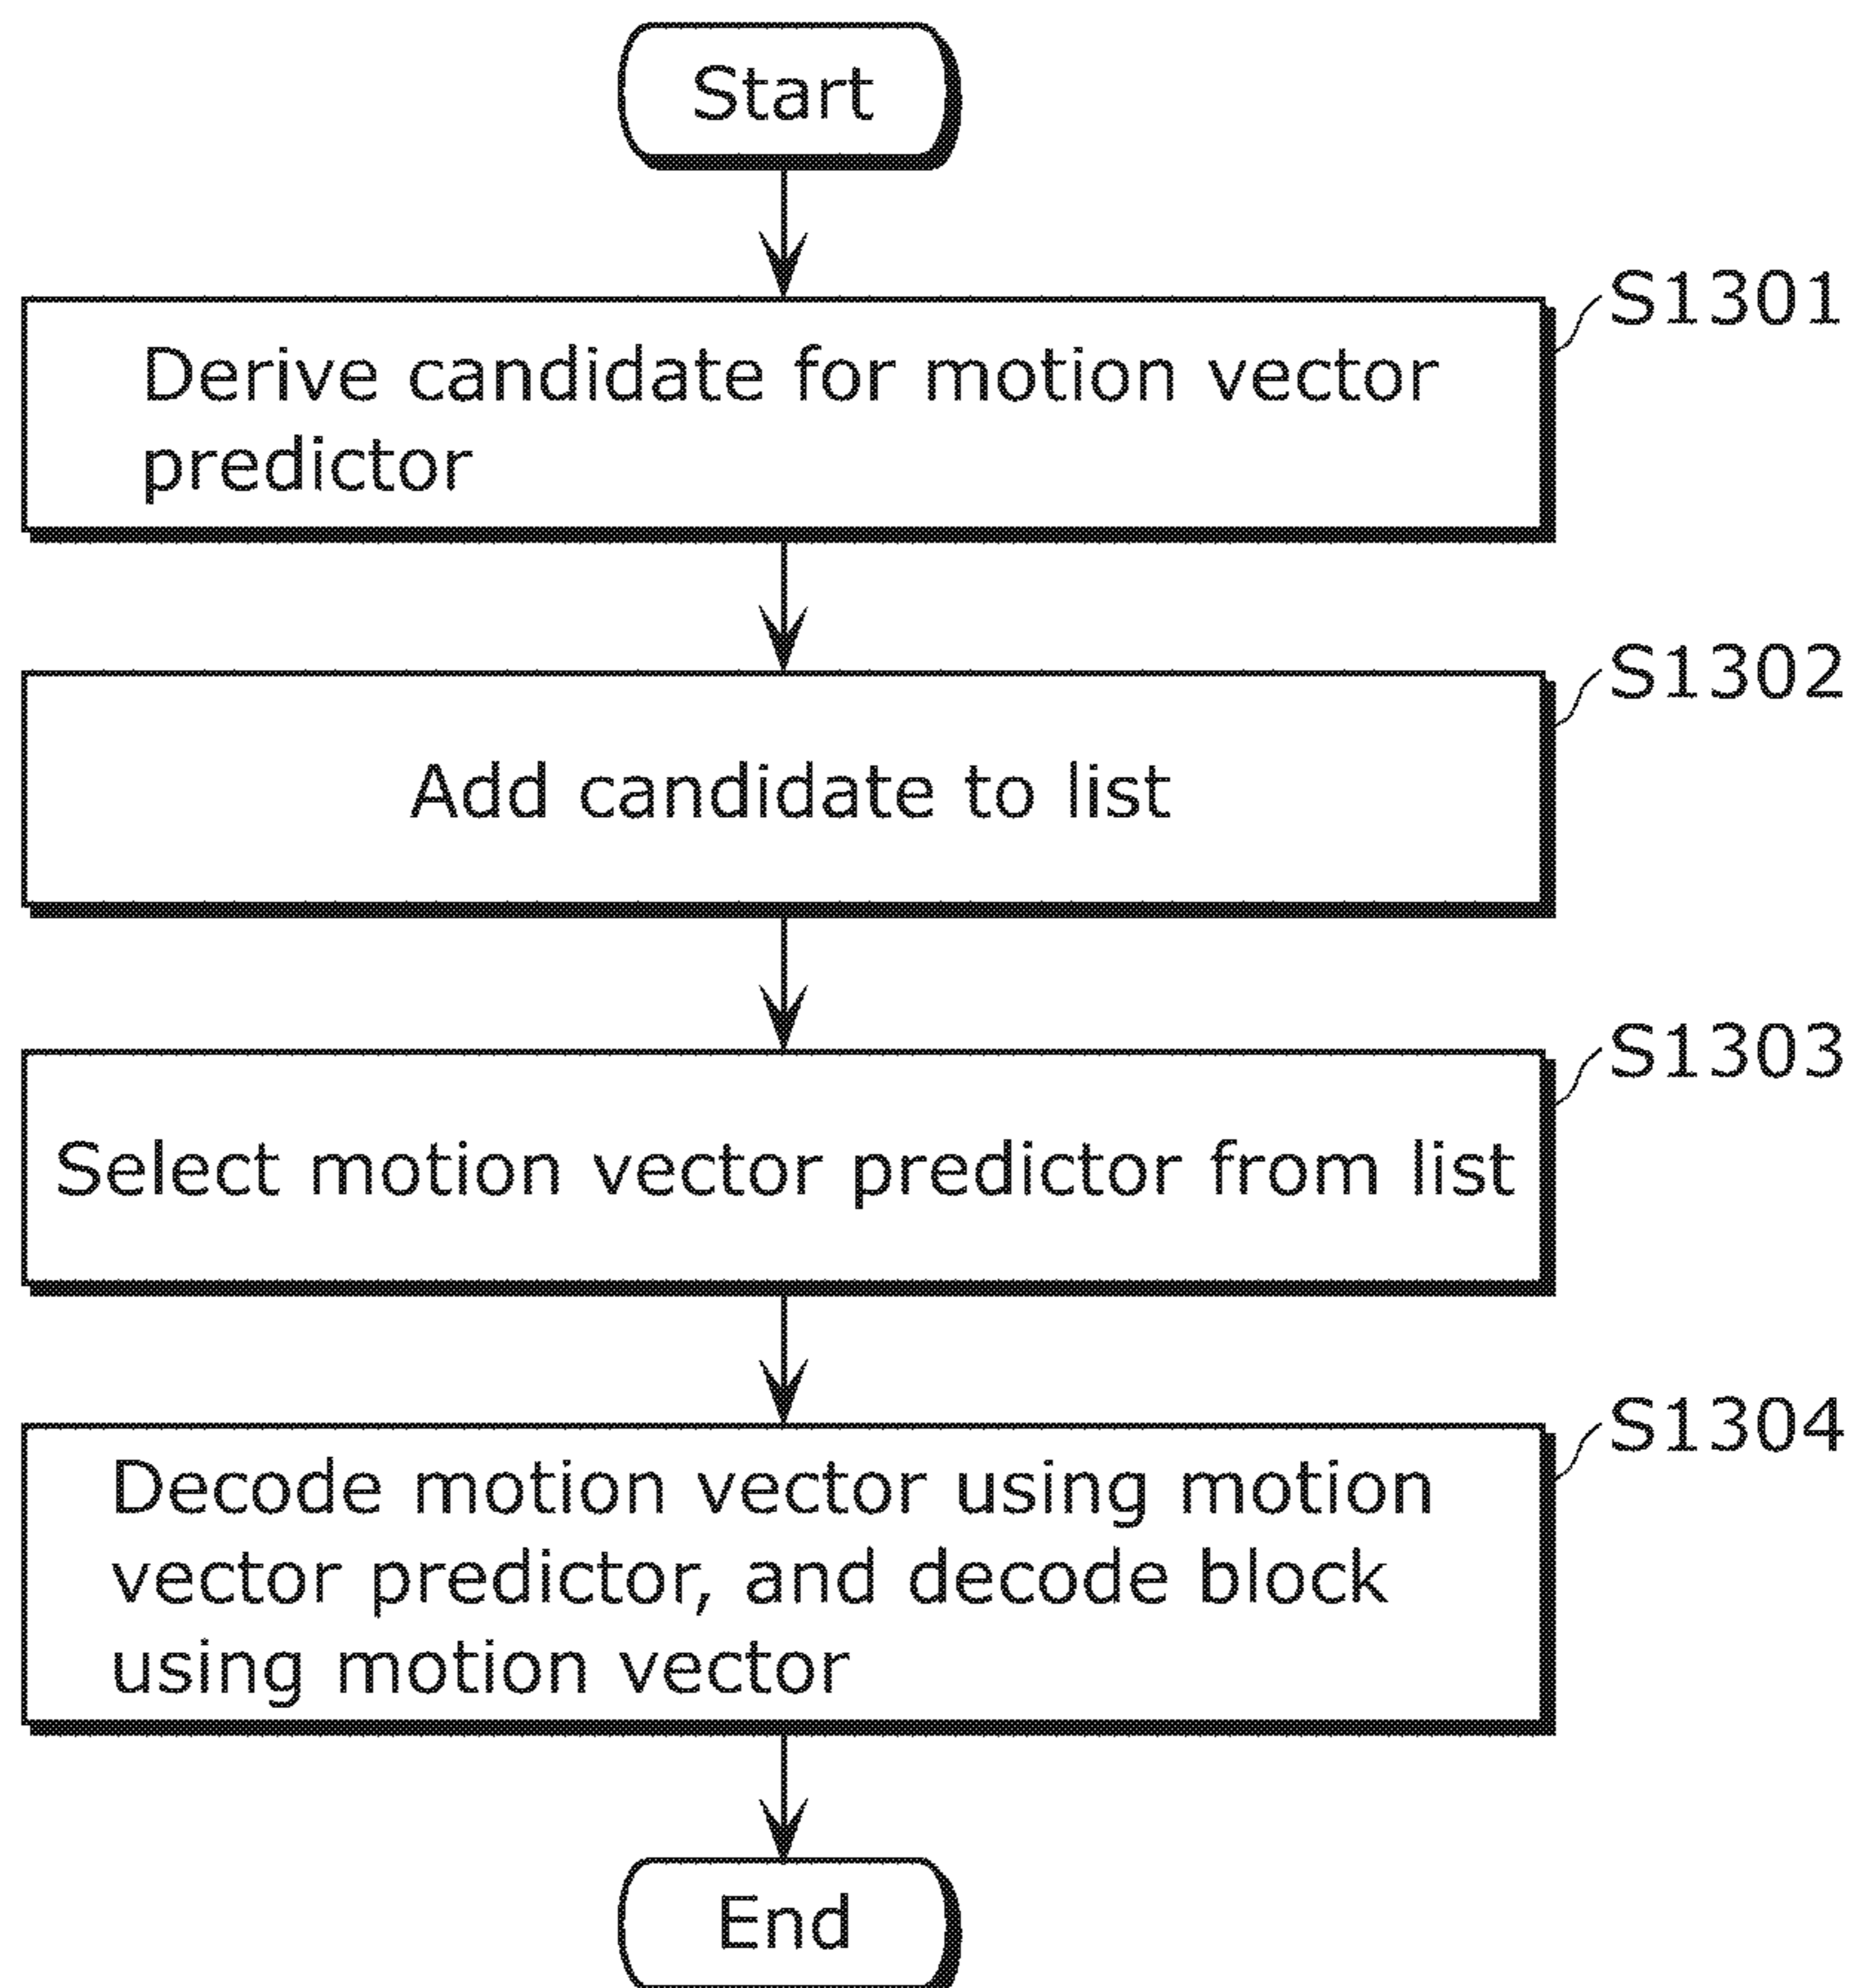 Start
S1301
Derive candidate for motion vector
predictor
S1302
Add candidate to list
S1303
Select motion vector predictor from list
S1304
Decode motion vector using motion
vector predictor, and decode block
using motion vector
End